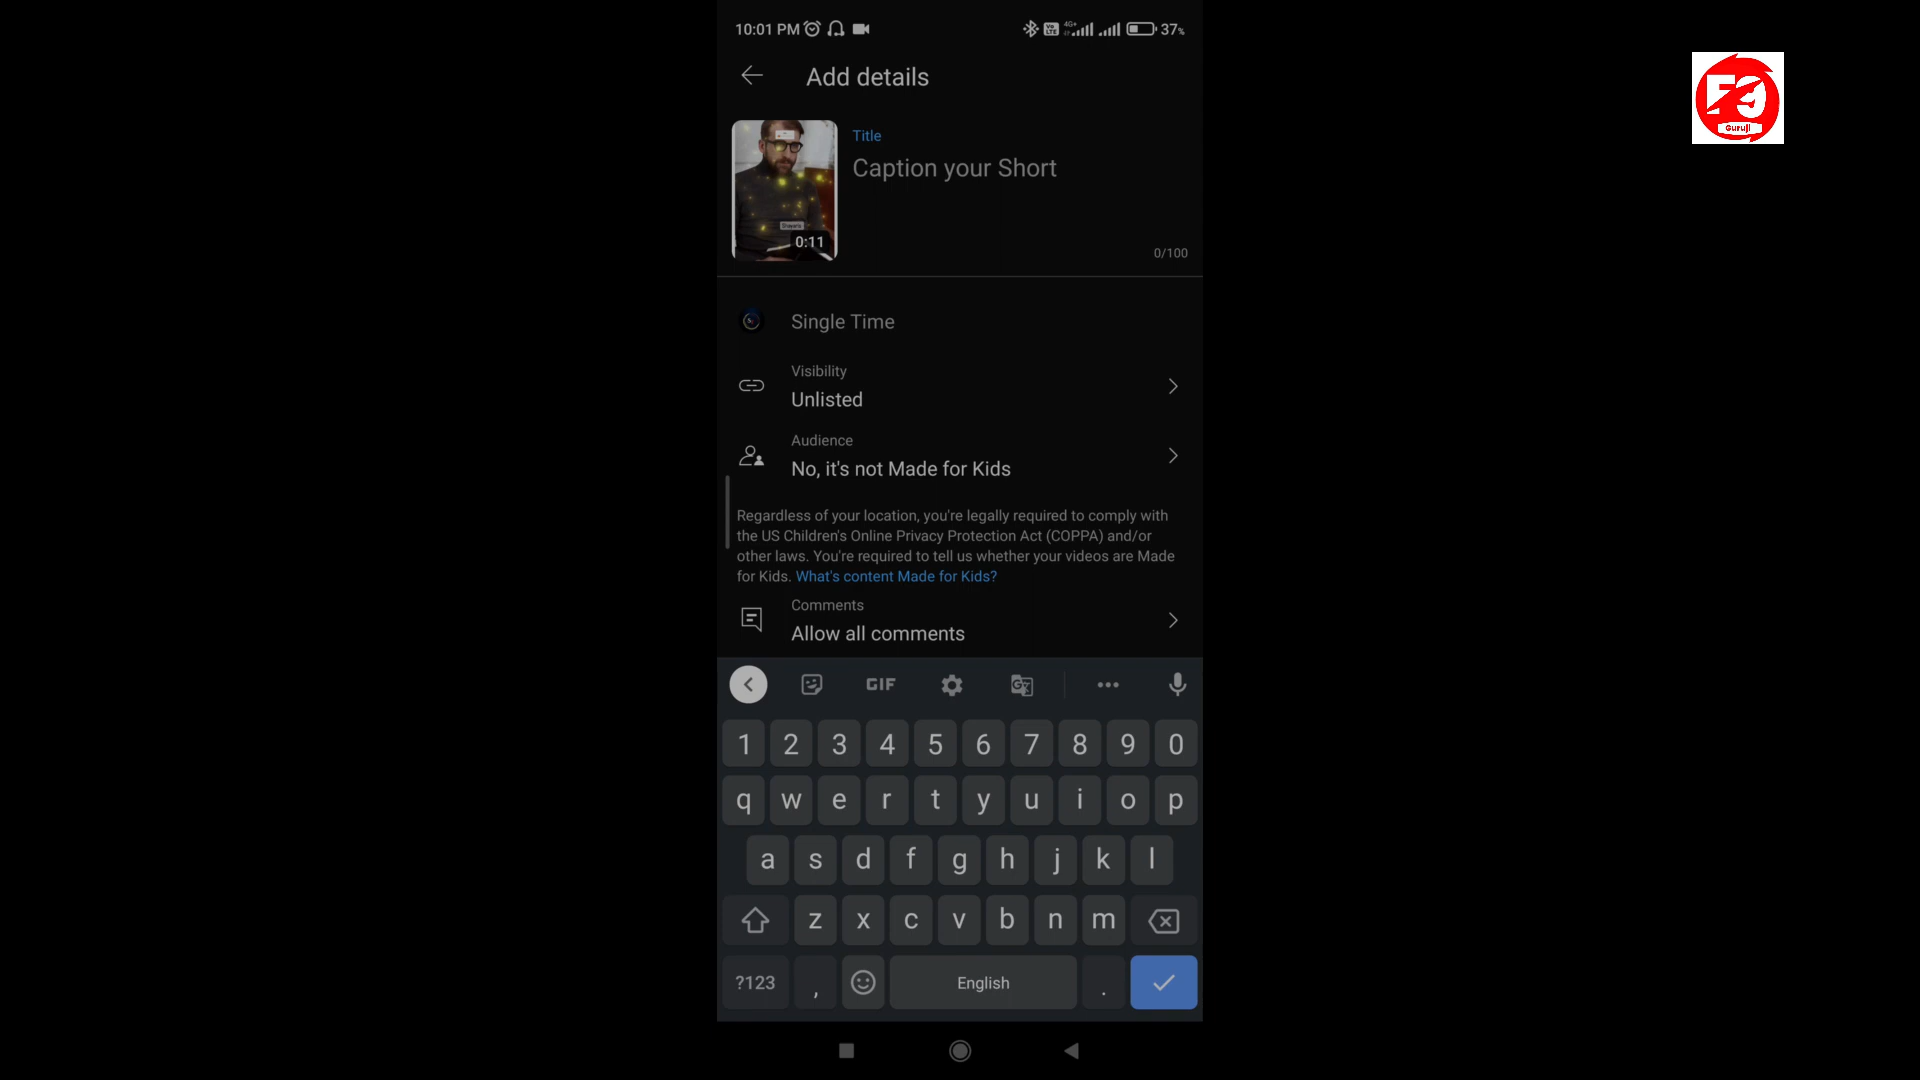 10:01 PM
4G+
Vo LTE
37%
Add details
Title
Caption your Short
0:11
0/100
Single Time
Visibility
Unlisted
Audience
No, it's not Made for Kids
Regardless of your location, you're legally required to comply with
the US Children's Online Privacy Protection Act (COPPA) and/or
other laws. You're required to tell us whether your videos are Made
for Kids. What's content Made for Kids?
Comments
Allow all comments
GIF
1 2 3 4 5 6 7 8 9 0
q w e r t y u i o p
a s d f g h j k l
z x c v b n m
?123 , English .
Guruji